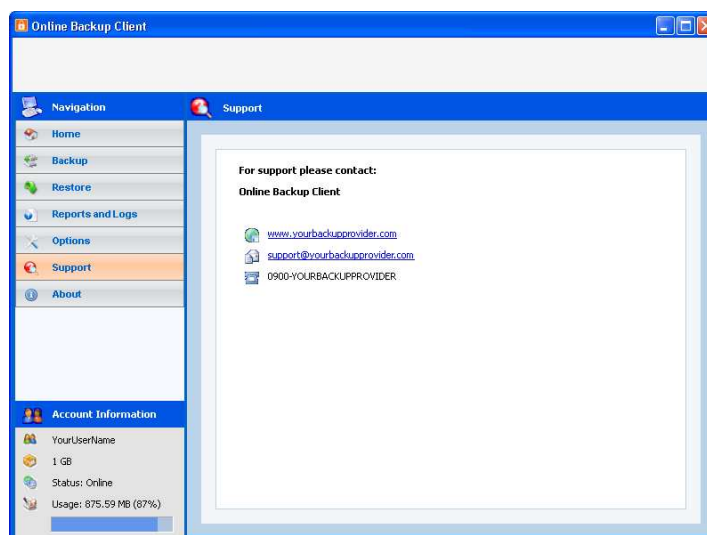 Online Backup Client
Navigation
Home
Backup
Restore
Reports and Logs
Options
Support
About
Account Information
YourUserName
1 GB
Status: Online
Usage: 875.59 MB (87%)
Support
For support please contact:
Online Backup Client
www.yourbackupprovider.com
support@yourbackupprovider.com
0900-YOURBACKUPPROVIDER